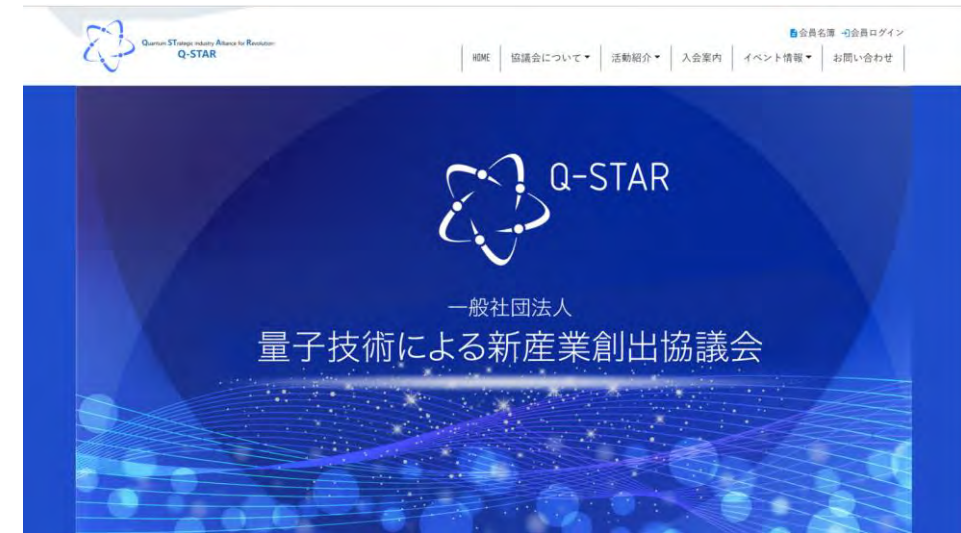 Quantum STrategic Industry Alliance for Revolution
Q-STAR
会員名簿 会員ログイン
HOME 協議会について 活動紹介 入会案内 イベント情報 お問い合わせ
Q-STAR
一般社団法人
量子技術による新産業創出協議会